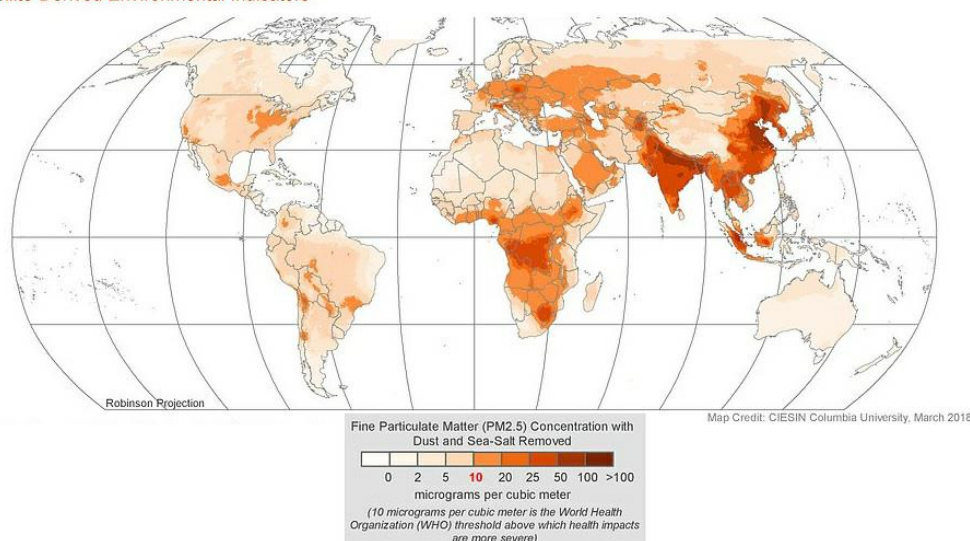 Robinson Projection
Map Credit: CIESIN Columbia University, March 2018
Fine Particulate Matter (PM2.5) Concentration with
Dust and Sea-Salt Removed
0 2 5 10 20 25 50 100 >100
micrograms per cubic meter
(10 micrograms per cubic meter is the World Health
Organization (WHO) threshold above which health impacts
are more severe)